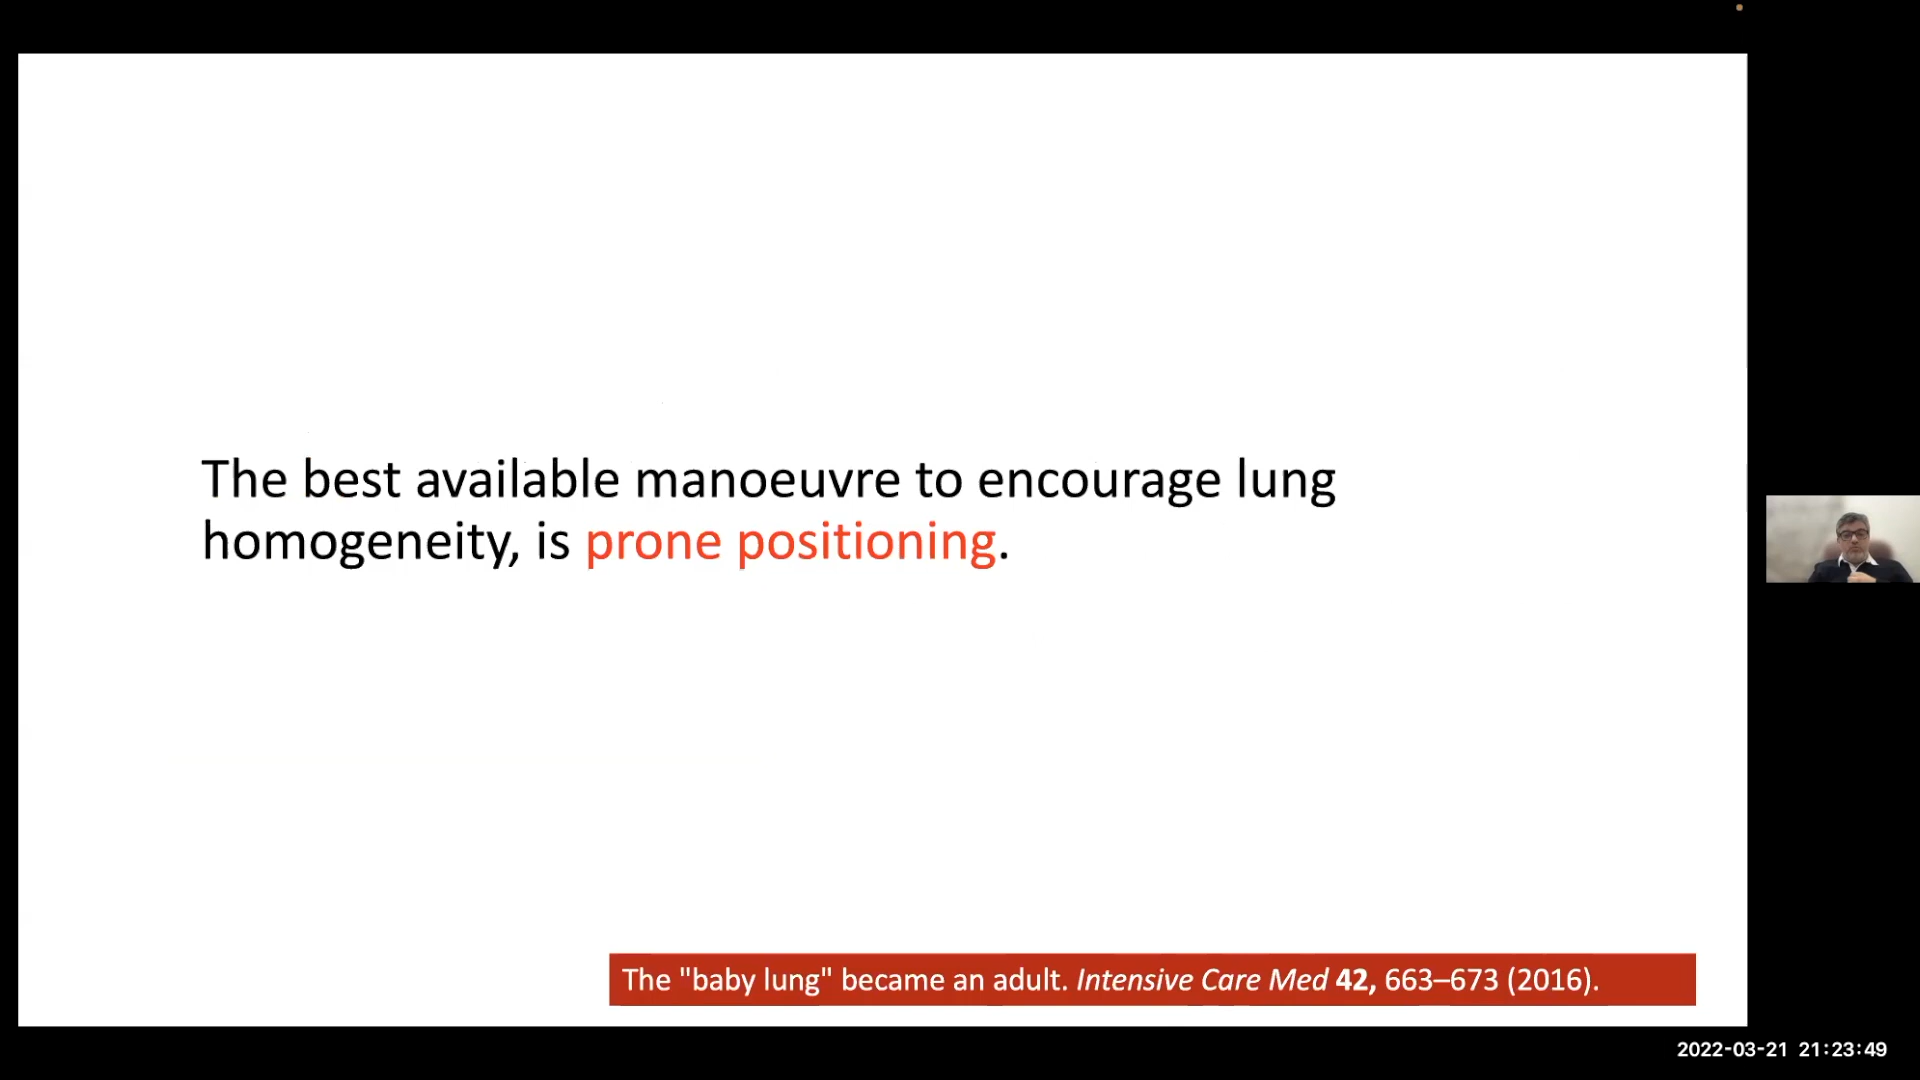 The best available manoeuvre to encourage lung
homogeneity, is prone positioning.
The "baby lung" became an adult. Intensive Care Med 42, 663–673 (2016).
2022-03-21 21:23:49